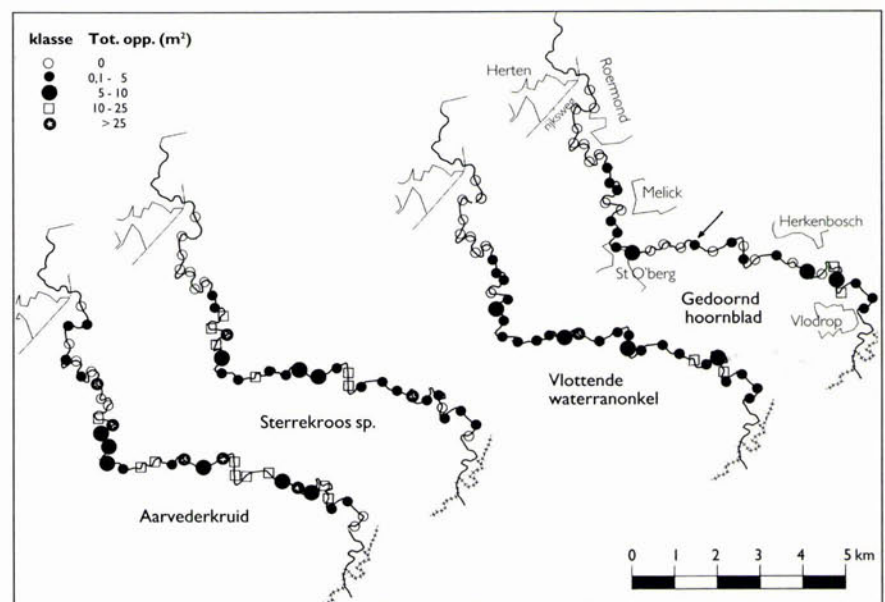 klasse Tot. opp. (m²)
0
0,1 - 5
5 - 10
10 - 25
> 25
Herten
Roermond
rijksweg
Melick
Herkenbosch
St O'berg
Gedoornd
hoornblad
Vlodrop
Vlottende
waterranonkel
Sterrekroos sp.
Aarvederkruid
0 1 2 3 4 5 km